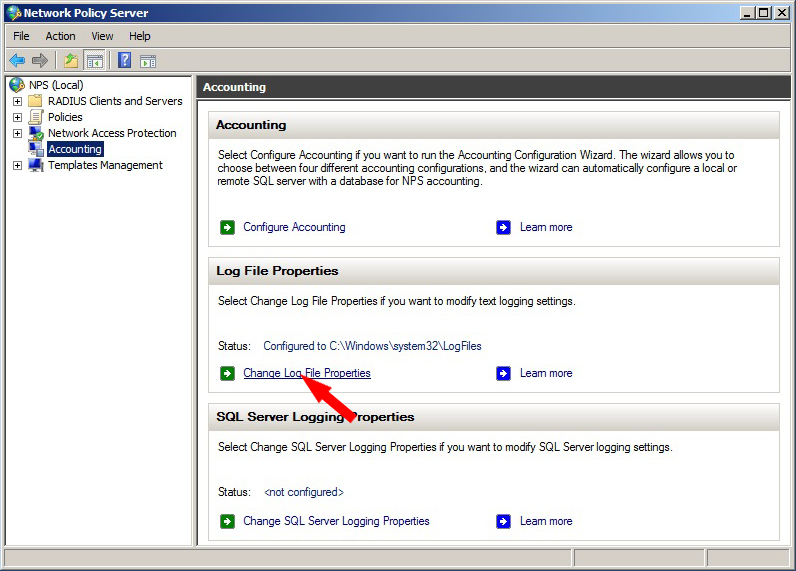 Network Policy Server
File Action View Help
NPS (Local)
RADIUS Clients and Servers
Policies
Network Access Protection
Accounting
Templates Management
Accounting
Accounting
Select Configure Accounting if you want to run the Accounting Configuration Wizard. The wizard allows you to
choose between four different accounting configurations, and the wizard can automatically configure a local or
remote SQL server with a database for NPS accounting.
Configure Accounting Learn more
Log File Properties
Select Change Log File Properties if you want to modify text logging settings.
Status: Configured to C:\Windows\system32\LogFiles
Change Log File Properties Learn more
SQL Server Logging Properties
Select Change SQL Server Logging Properties if you want to modify SQL Server logging settings.
Status: <not configured>
Change SQL Server Logging Properties Learn more